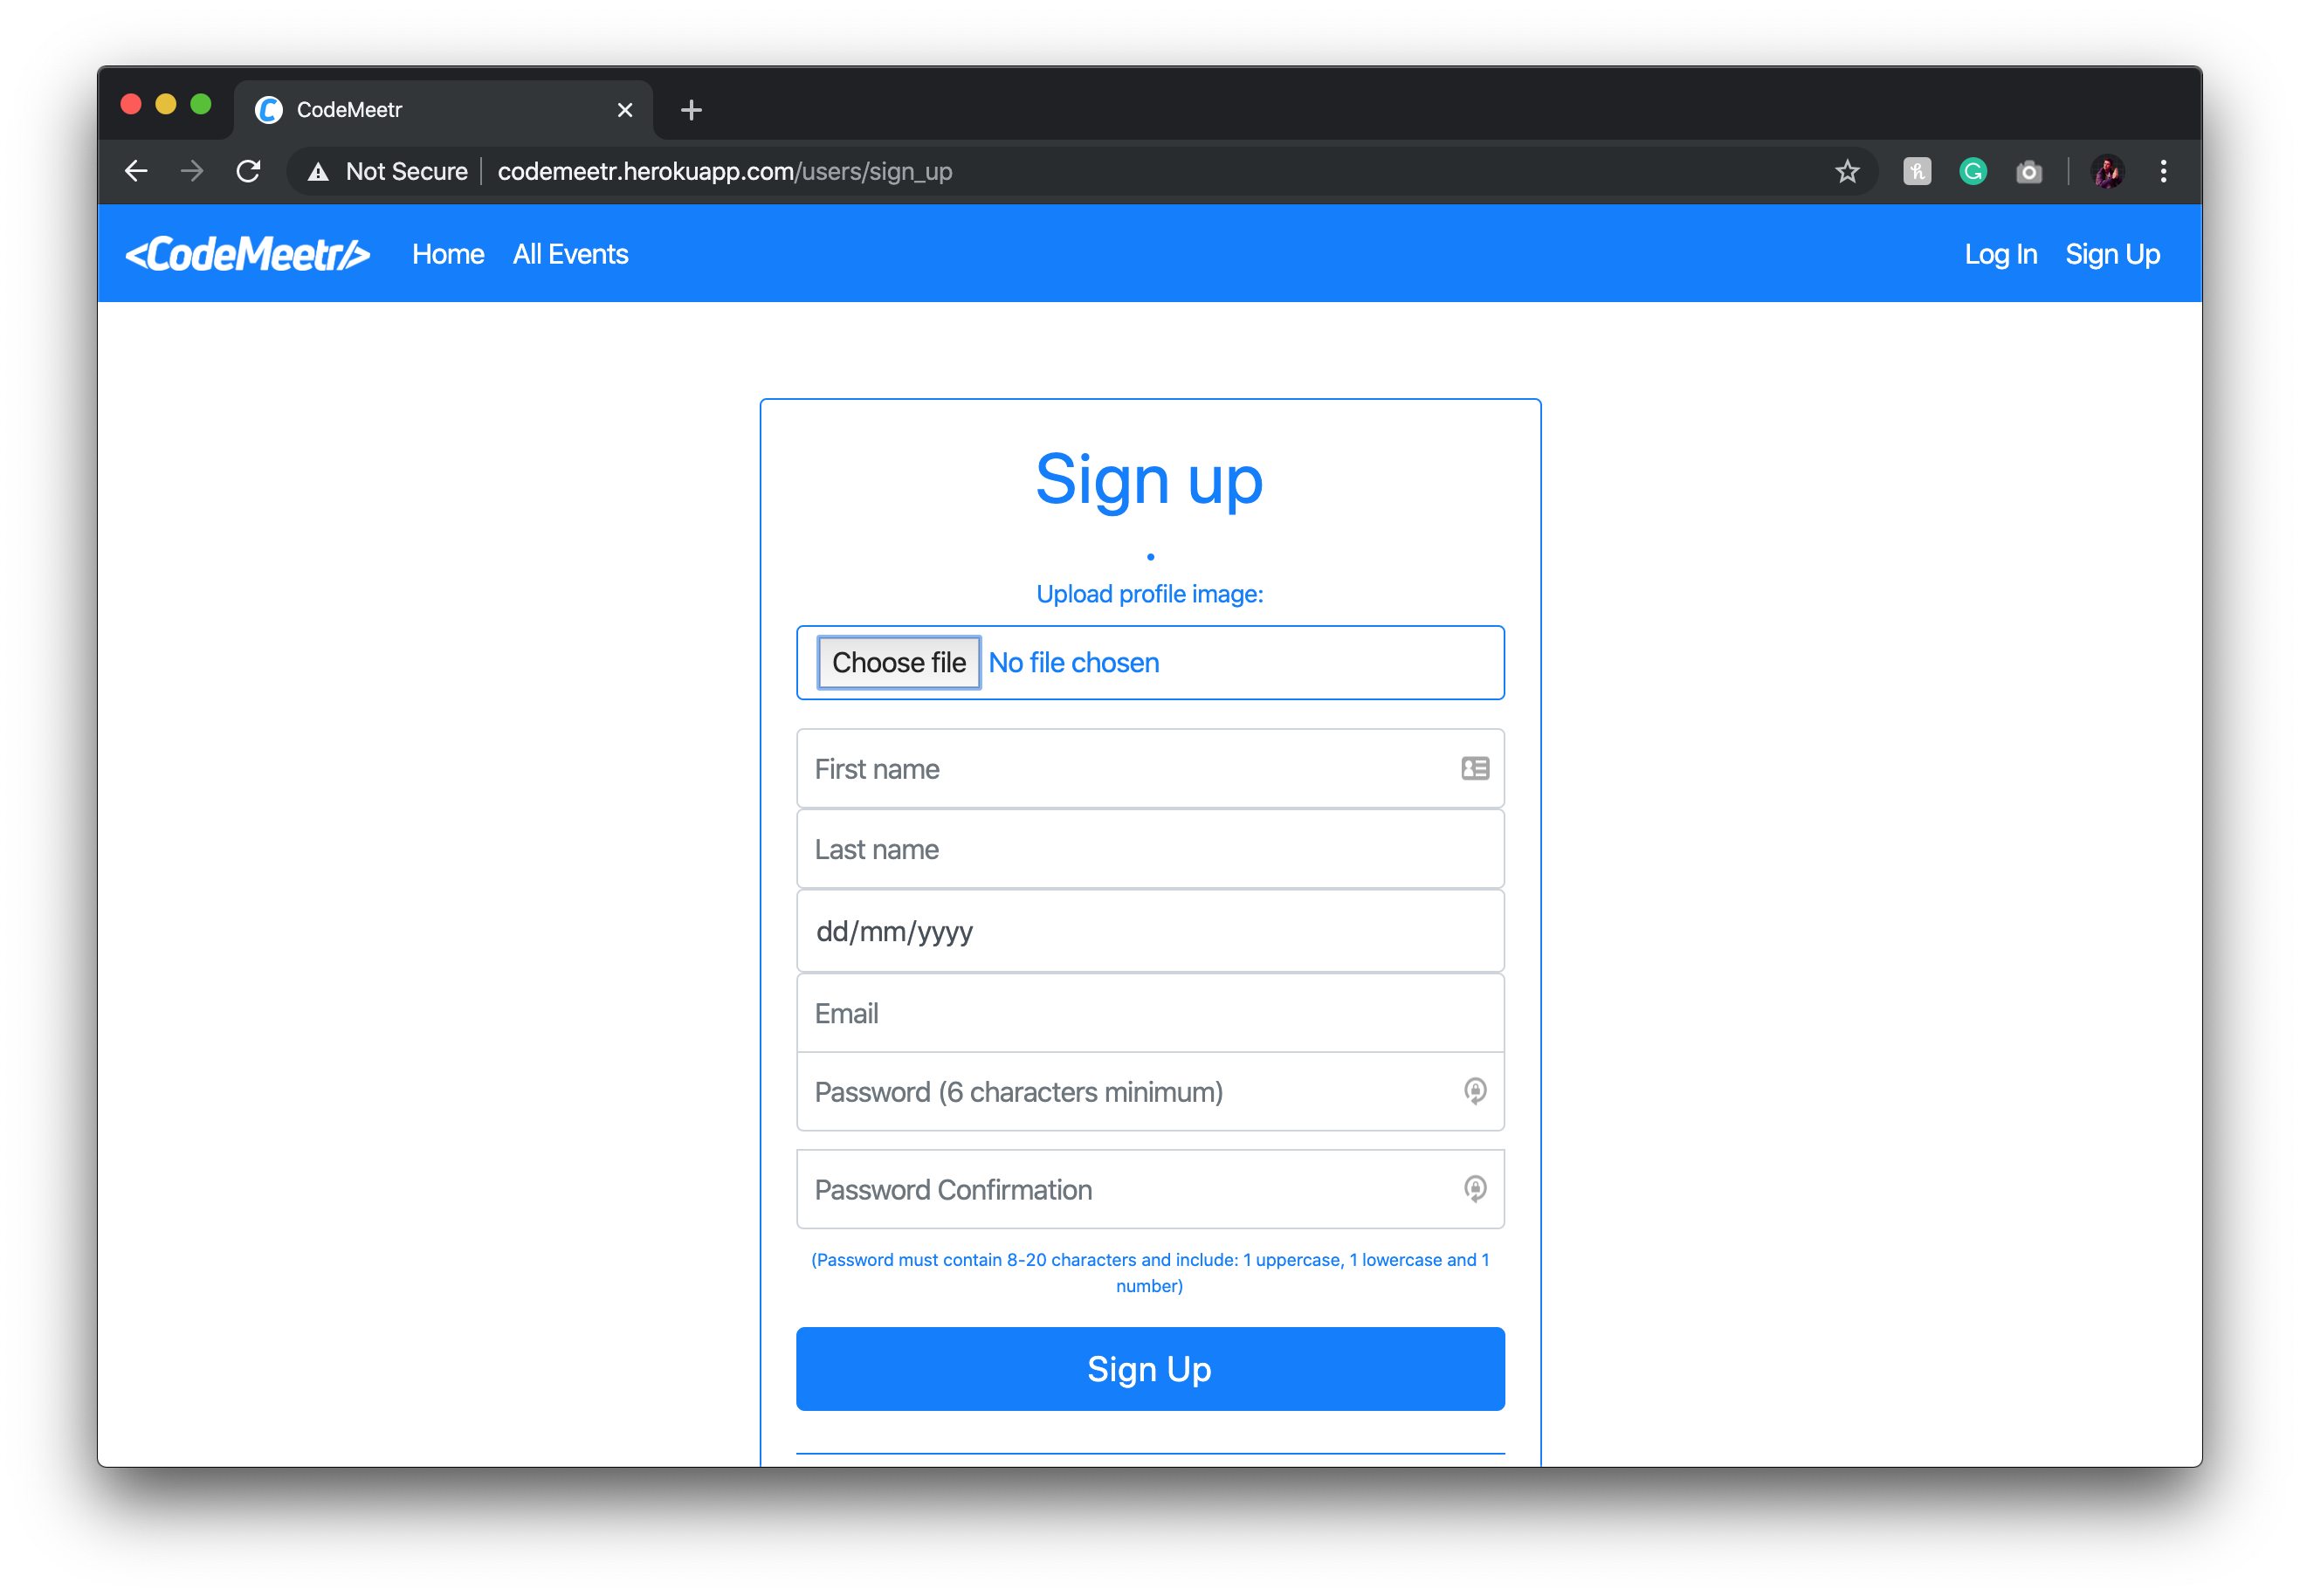 CodeMeetr
Not Secure codemeetr.herokuapp.com/users/sign_up
<CodeMeetr/> Home All Events Log In Sign Up
Sign up
Upload profile image:
Choose file No file chosen
First name
Last name
dd/mm/yyyy
Email
Password (6 characters minimum)
Password Confirmation
(Password must contain 8-20 characters and include: 1 uppercase, 1 lowercase and 1
number)
Sign Up